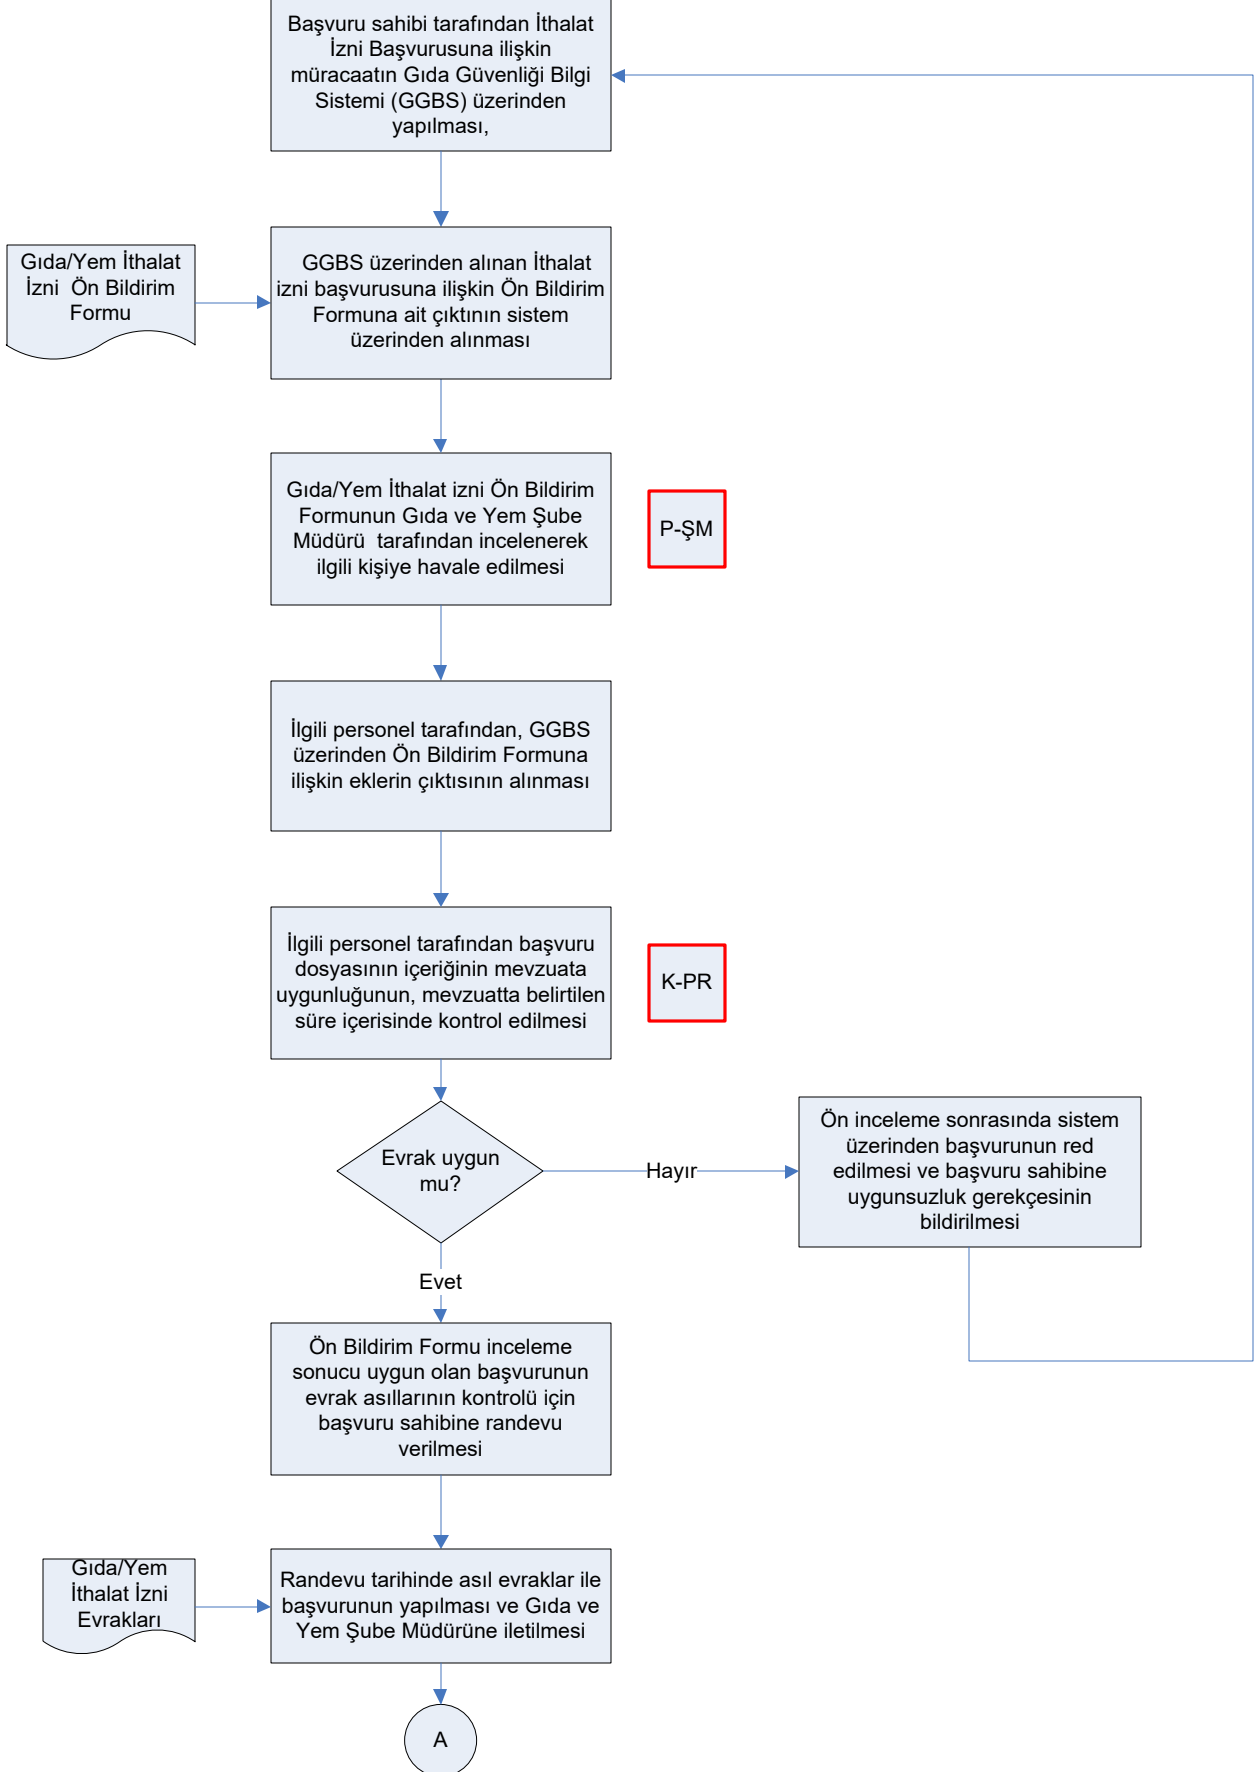 Başvuru sahibi tarafından İthalat
İzni Başvurusuna ilişkin
müracaatın Gıda Güvenliği Bilgi
Sistemi (GGBS) üzerinden
yapılması,
Gıda/Yem İthalat
İzni Ön Bildirim
Formu
GGBS üzerinden alınan İthalat
izni başvurusuna ilişkin Ön Bildirim
Formuna ait çıktının sistem
üzerinden alınması
Gıda/Yem İthalat izni Ön Bildirim
Formunun Gıda ve Yem Şube
Müdürü tarafından incelenerek
ilgili kişiye havale edilmesi
P-ŞM
İlgili personel tarafından, GGBS
üzerinden Ön Bildirim Formuna
ilişkin eklerin çıktısının alınması
İlgili personel tarafından başvuru
dosyasının içeriğinin mevzuata
uygunluğunun, mevzuatta belirtilen
süre içerisinde kontrol edilmesi
K-PR
Evrak uygun
mu?
Hayır
Ön inceleme sonrasında sistem
üzerinden başvurunun red
edilmesi ve başvuru sahibine
uygunsuzluk gerekçesinin
bildirilmesi
Evet
Ön Bildirim Formu inceleme
sonucu uygun olan başvurunun
evrak asıllarının kontrolü için
başvuru sahibine randevu
verilmesi
Gıda/Yem
İthalat İzni
Evrakları
Randevu tarihinde asıl evraklar ile
başvurunun yapılması ve Gıda ve
Yem Şube Müdürüne iletilmesi
A